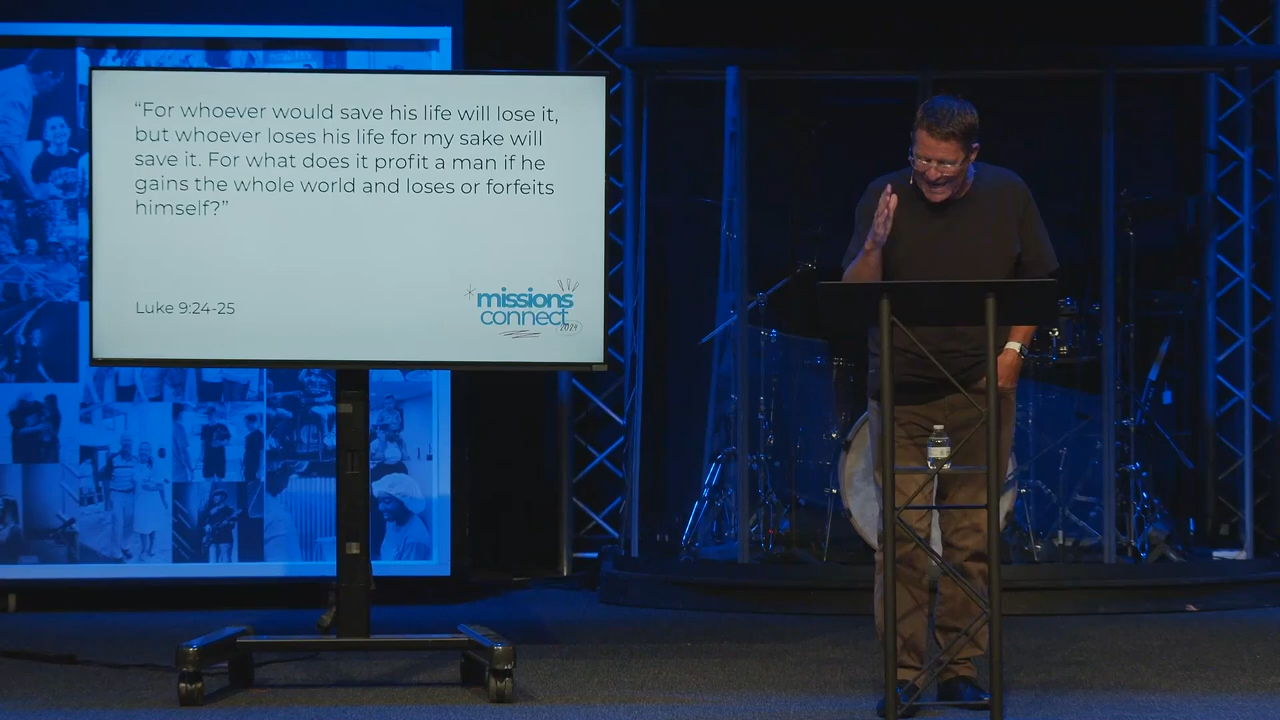 “For whoever would save his life will lose it,
but whoever loses his life for my sake will
save it. For what does it profit a man if he
gains the whole world and loses or forfeits
himself?”
Luke 9:24-25
missions
connect
2024